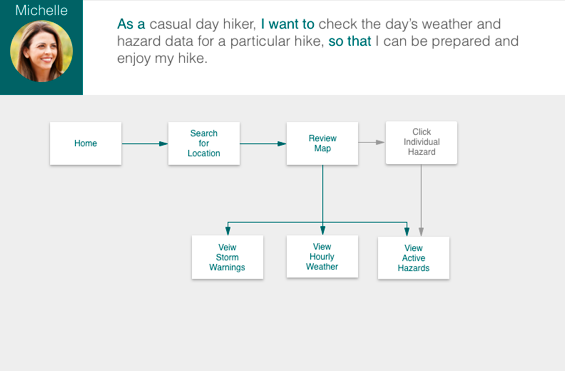 Michelle
As a casual day hiker, I want to check the day's weather and
hazard data for a particular hike, so that I can be prepared and
enjoy my hike.
Home
Search
for
Location
Review
Map
Click
Individual
Hazard
Veiw
Storm
Warnings
View
Hourly
Weather
View
Active
Hazards